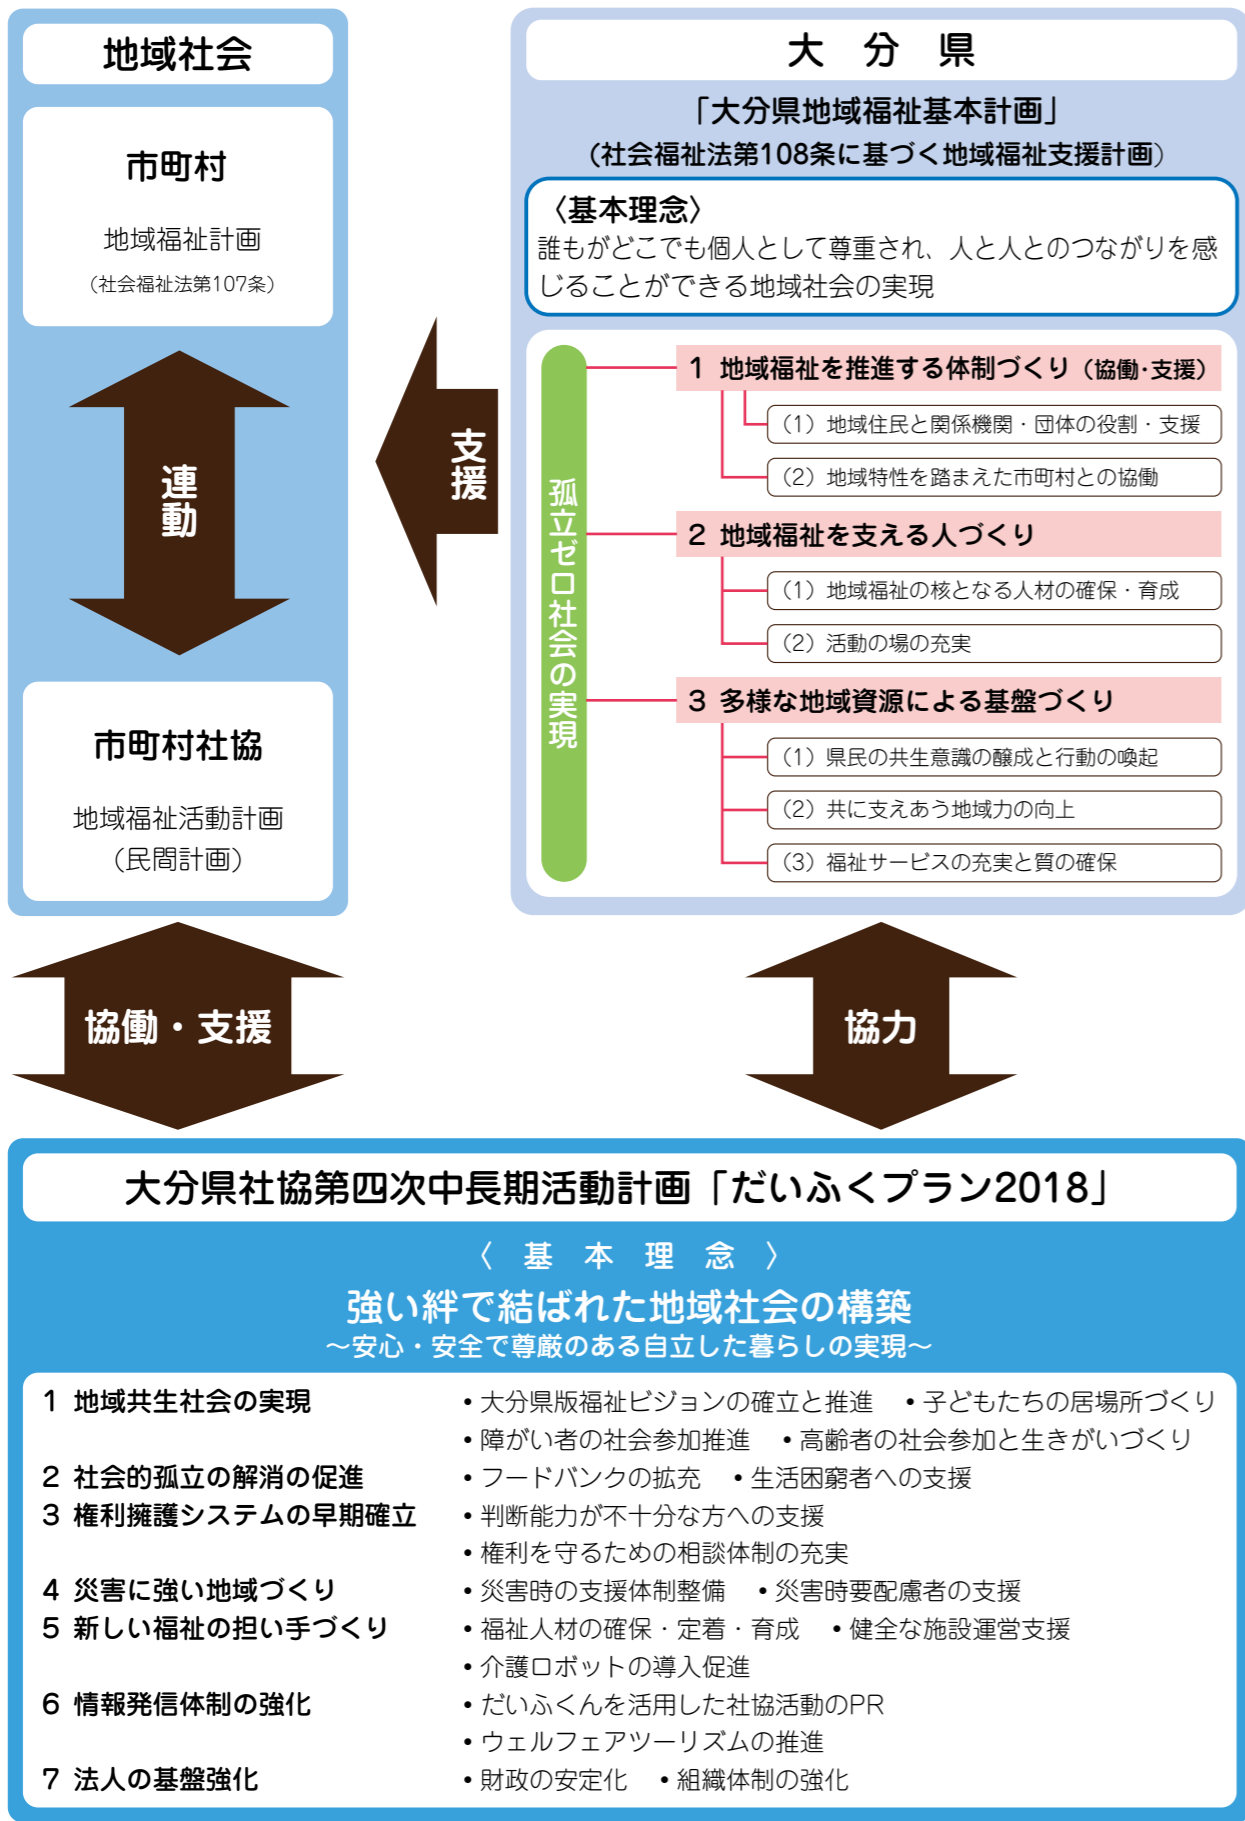 地域社会
市町村
地域福祉計画
(社会福祉法第107条)
連動
市町村社協
地域福祉活動計画
(民間計画)
支援
大分県
「大分県地域福祉基本計画」
(社会福祉法第108条に基づく地域福祉支援計画)
〈基本理念〉
誰もがどこでも個人として尊重され、人と人とのつながりを感
じることができる地域社会の実現
孤立ゼロ社会の実現
1 地域福祉を推進する体制づくり(協働・支援)
(1)地域住民と関係機関・団体の役割・支援
(2)地域特性を踏まえた市町村との協働
2 地域福祉を支える人づくり
(1)地域福祉の核となる人材の確保・育成
(2)活動の場の充実
3 多様な地域資源による基盤づくり
(1)県民の共生意識の醸成と行動の喚起
(2)共に支えあう地域力の向上
(3)福祉サービスの充実と質の確保
協働・支援
協力
大分県社協第四次中長期活動計画「だいふくプラン2018」
〈基本理念〉
強い絆で結ばれた地域社会の構築
〜安心・安全で尊厳のある自立した暮らしの実現〜
1 地域共生社会の実現 •大分県版福祉ビジョンの確立と推進 •子どもたちの居場所づくり
•障がい者の社会参加推進 •高齢者の社会参加と生きがいづくり
2 社会的孤立の解消の促進 •フードバンクの拡充 •生活困窮者への支援
3 権利擁護システムの早期確立 •判断能力が不十分な方への支援
•権利を守るための相談体制の充実
4 災害に強い地域づくり •災害時の支援体制整備 •災害時要配慮者の支援
5 新しい福祉の担い手づくり •福祉人材の確保・定着・育成 •健全な施設運営支援
•介護ロボットの導入促進
6 情報発信体制の強化 •だいふくんを活用した社協活動のPR
•ウェルフェアツーリズムの推進
7 法人の基盤強化 •財政の安定化 •組織体制の強化